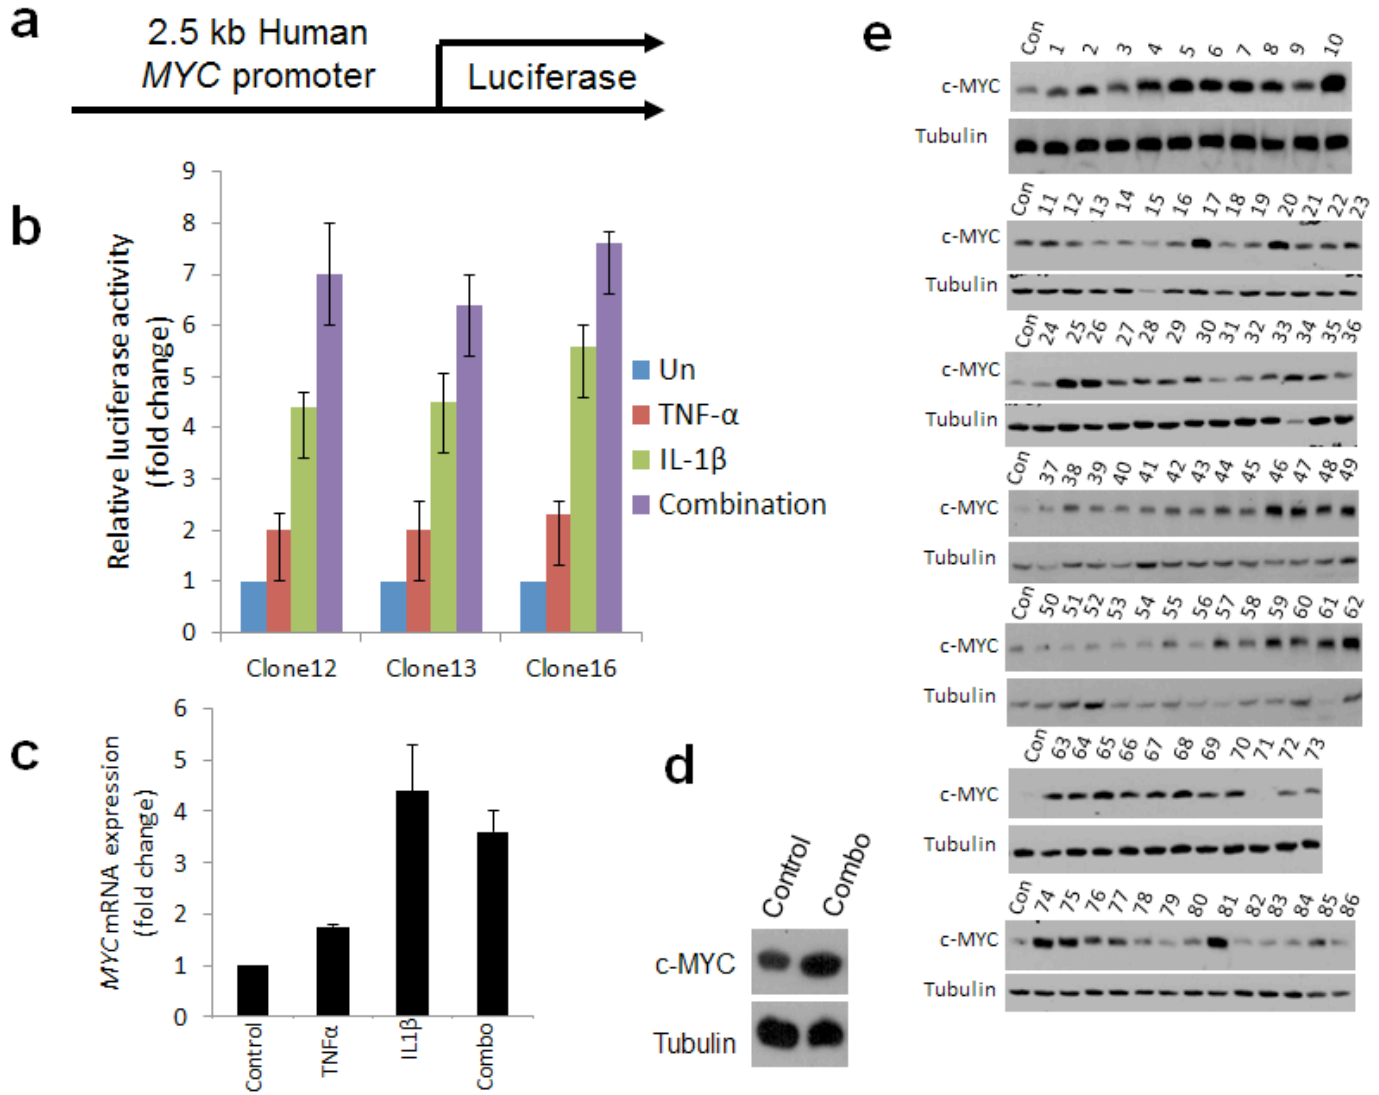 a
2.5 kb Human
MYC promoter
Luciferase
b
Relative luciferase activity
(fold change)
9
8
7
6
5
4
3
2
1
0
Clone12
Clone13
Clone16
Un
TNF-α
IL-1β
Combination
c
MYC mRNA expression
(fold change)
6
5
4
3
2
1
0
Control
TNFα
IL1β
Combo
d
Control
Combo
c-MYC
Tubulin
e
Con 1 2 3 4 5 6 7 8 9 10
c-MYC
Tubulin
Con 11 12 13 14 15 16 17 18 19 20 21 22 23
c-MYC
Tubulin
Con 24 25 26 27 28 29 30 31 32 33 34 35 36
c-MYC
Tubulin
Con 37 38 39 40 41 42 43 44 45 46 47 48 49
c-MYC
Tubulin
Con 50 51 52 53 54 55 56 57 58 59 60 61 62
c-MYC
Tubulin
Con 63 64 65 66 67 68 69 70 71 72 73
c-MYC
Tubulin
Con 74 75 76 77 78 79 80 81 82 83 84 85 86
c-MYC
Tubulin